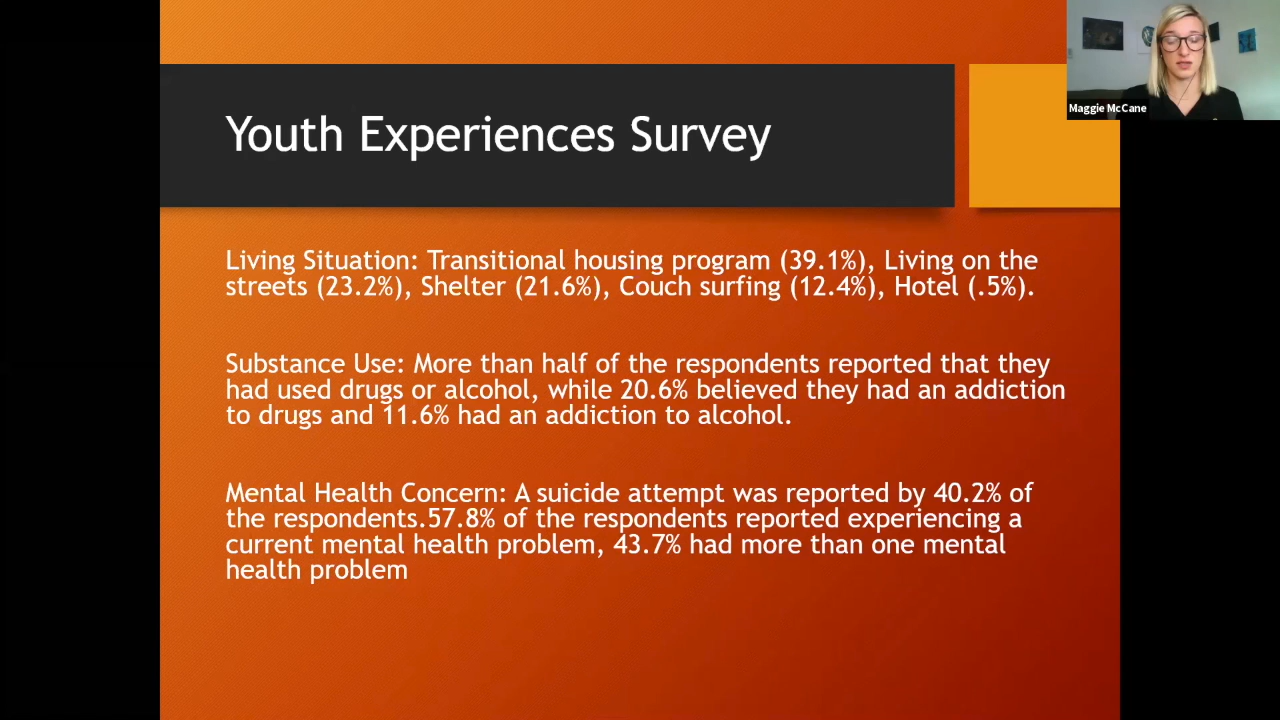 Youth Experiences Survey
Maggie McCane
Living Situation: Transitional housing program (39.1%), Living on the
streets (23.2%), Shelter (21.6%), Couch surfing (12.4%), Hotel (.5%).
Substance Use: More than half of the respondents reported that they
had used drugs or alcohol, while 20.6% believed they had an addiction
to drugs and 11.6% had an addiction to alcohol.
Mental Health Concern: A suicide attempt was reported by 40.2% of
the respondents.57.8% of the respondents reported experiencing a
current mental health problem, 43.7% had more than one mental
health problem